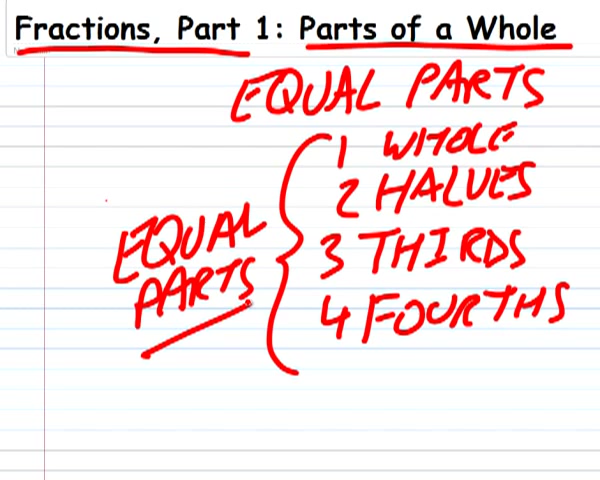 Fractions, Part 1: Parts of a Whole
EQUAL PARTS
1 WHOLE
2 HALVES
3 THIRDS
4 FOURTHS
EQUAL
PARTS